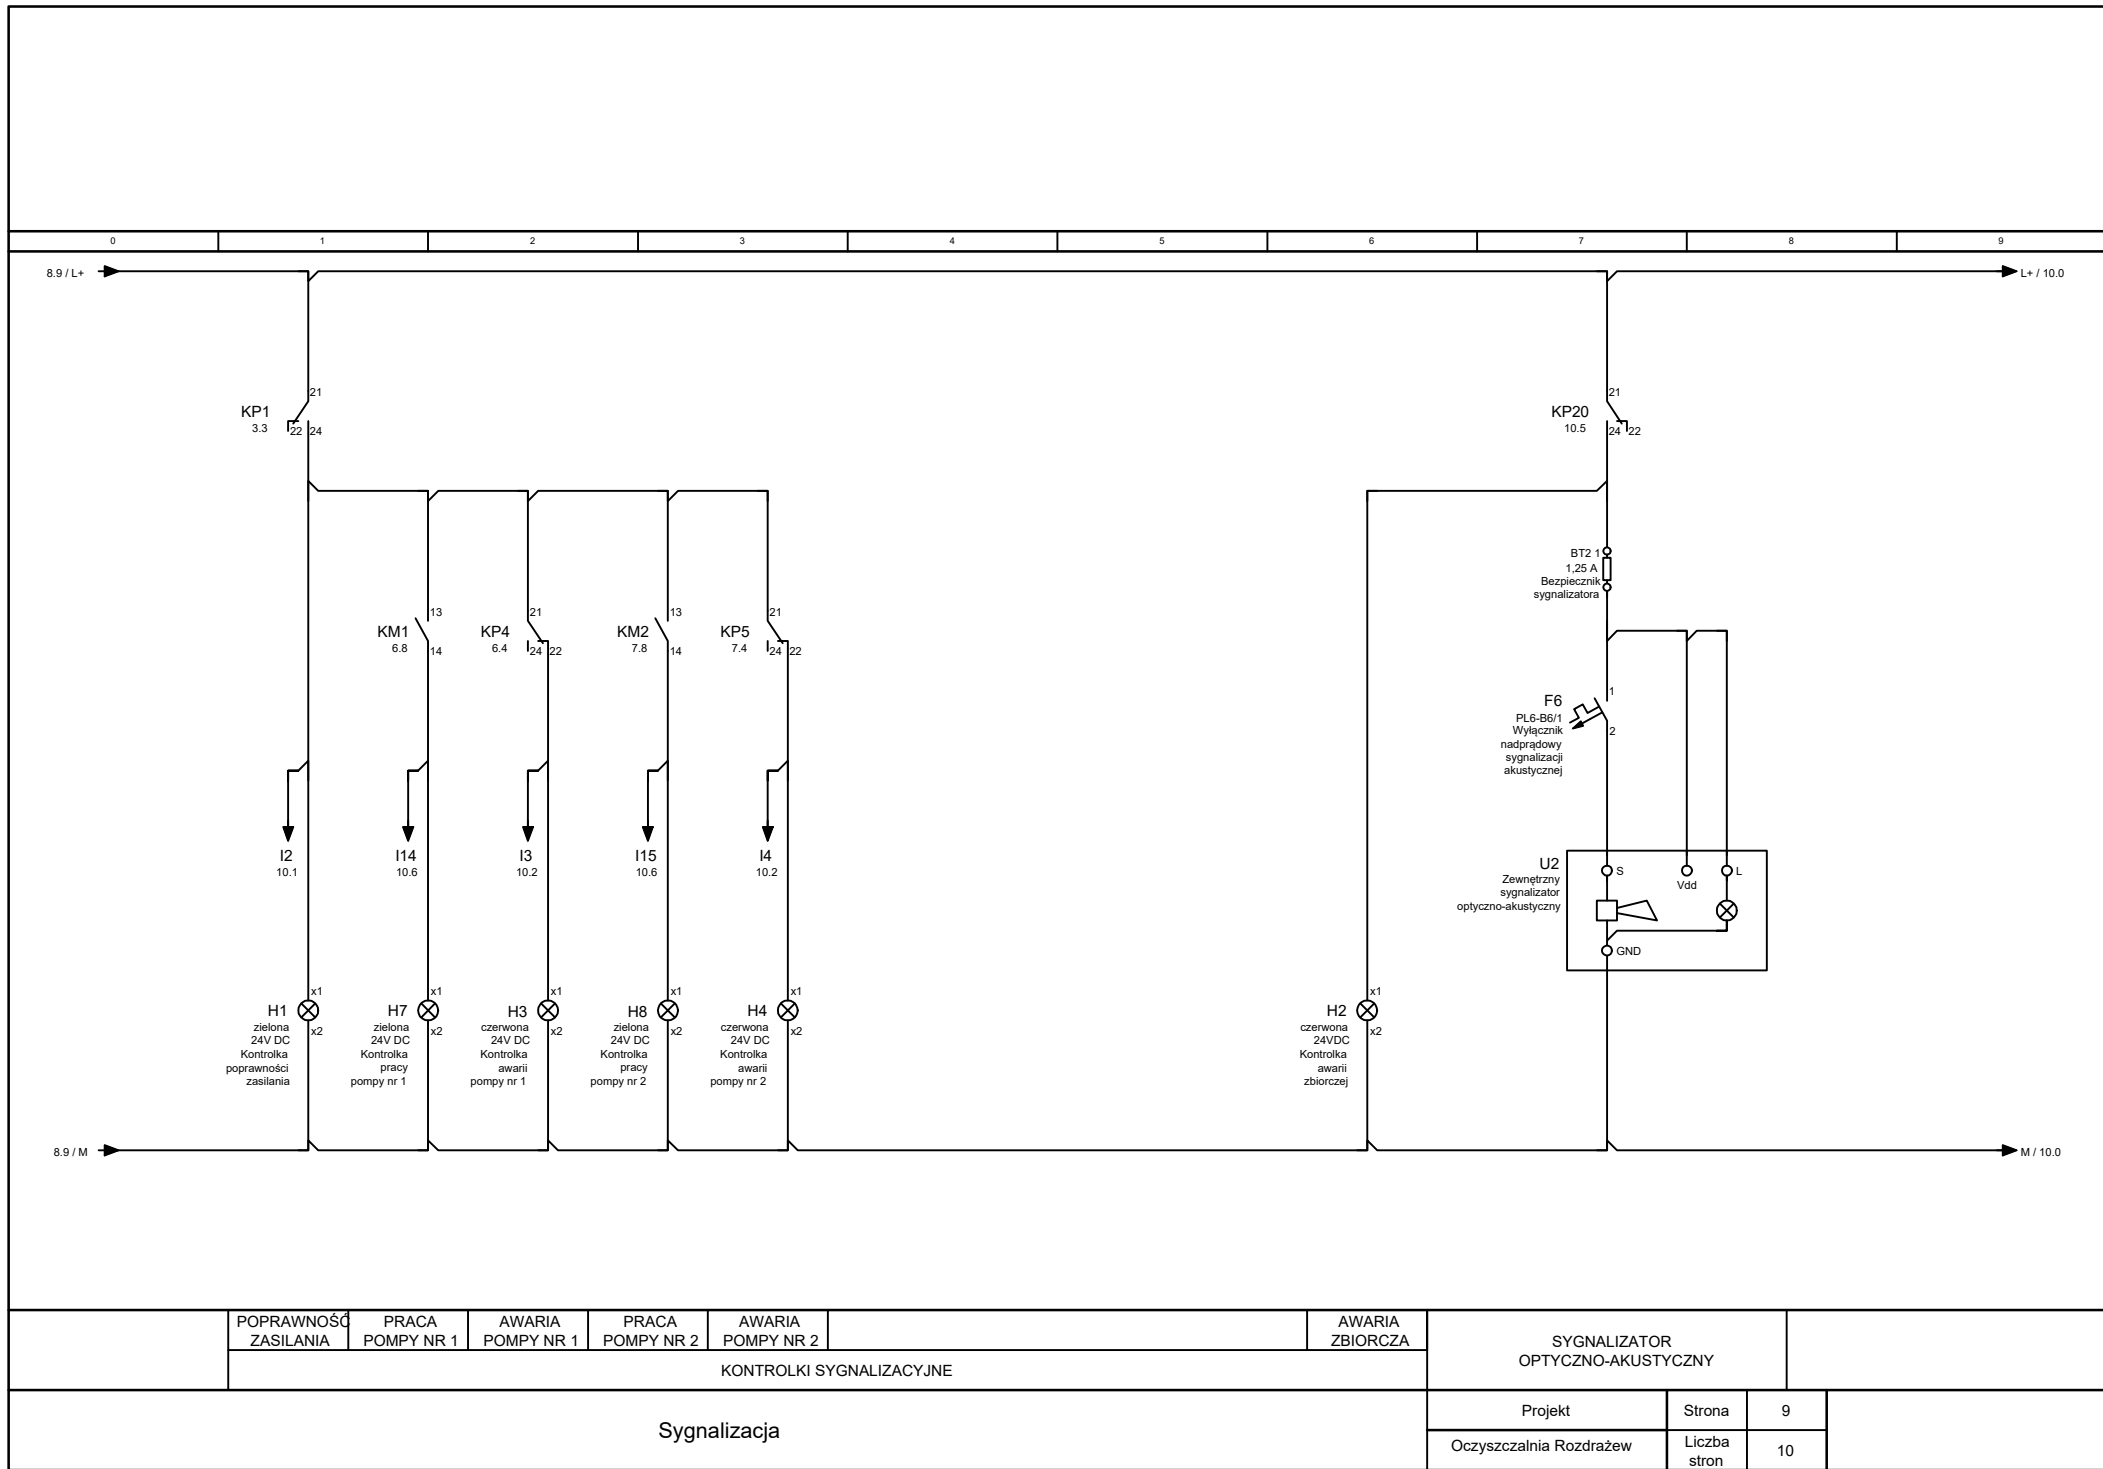 0 1 2 3 4 5 6 7 8 9
8.9 / L+
L+ / 10.0
21
KP1
3.3
22 24
21
KP20
10.5
24 22
BT2 1
1,25 A
Bezpiecznik
sygnalizatora
13
KM1
6.8
14
21
KP4
6.4
24 22
13
KM2
7.8
14
21
KP5
7.4
24 22
1
F6
PL6-B6/1
Wyłącznik
nadprądowy
sygnalizacji
akustycznej
2
I2
10.1
I14
10.6
I3
10.2
I15
10.6
I4
10.2
U2
Zewnętrzny
sygnalizator
optyczno-akustyczny
S
Vdd
L
GND
x1
H1
x2
zielona
24V DC
Kontrolka
poprawności
zasilania
x1
H7
x2
zielona
24V DC
Kontrolka
pracy
pompy nr 1
x1
H3
x2
czerwona
24V DC
Kontrolka
awarii
pompy nr 1
x1
H8
x2
zielona
24V DC
Kontrolka
pracy
pompy nr 2
x1
H4
x2
czerwona
24V DC
Kontrolka
awarii
pompy nr 2
x1
H2
x2
czerwona
24VDC
Kontrolka
awarii
zbiorczej
8.9 / M
M / 10.0
POPRAWNOŚĆ
ZASILANIA
PRACA
POMPY NR 1
AWARIA
POMPY NR 1
PRACA
POMPY NR 2
AWARIA
POMPY NR 2
AWARIA
ZBIORCZA
SYGNALIZATOR
OPTYCZNO-AKUSTYCZNY
KONTROLKI SYGNALIZACYJNE
Sygnalizacja
Projekt
Strona
9
Oczyszczalnia Rozdrażew
Liczba
stron
10